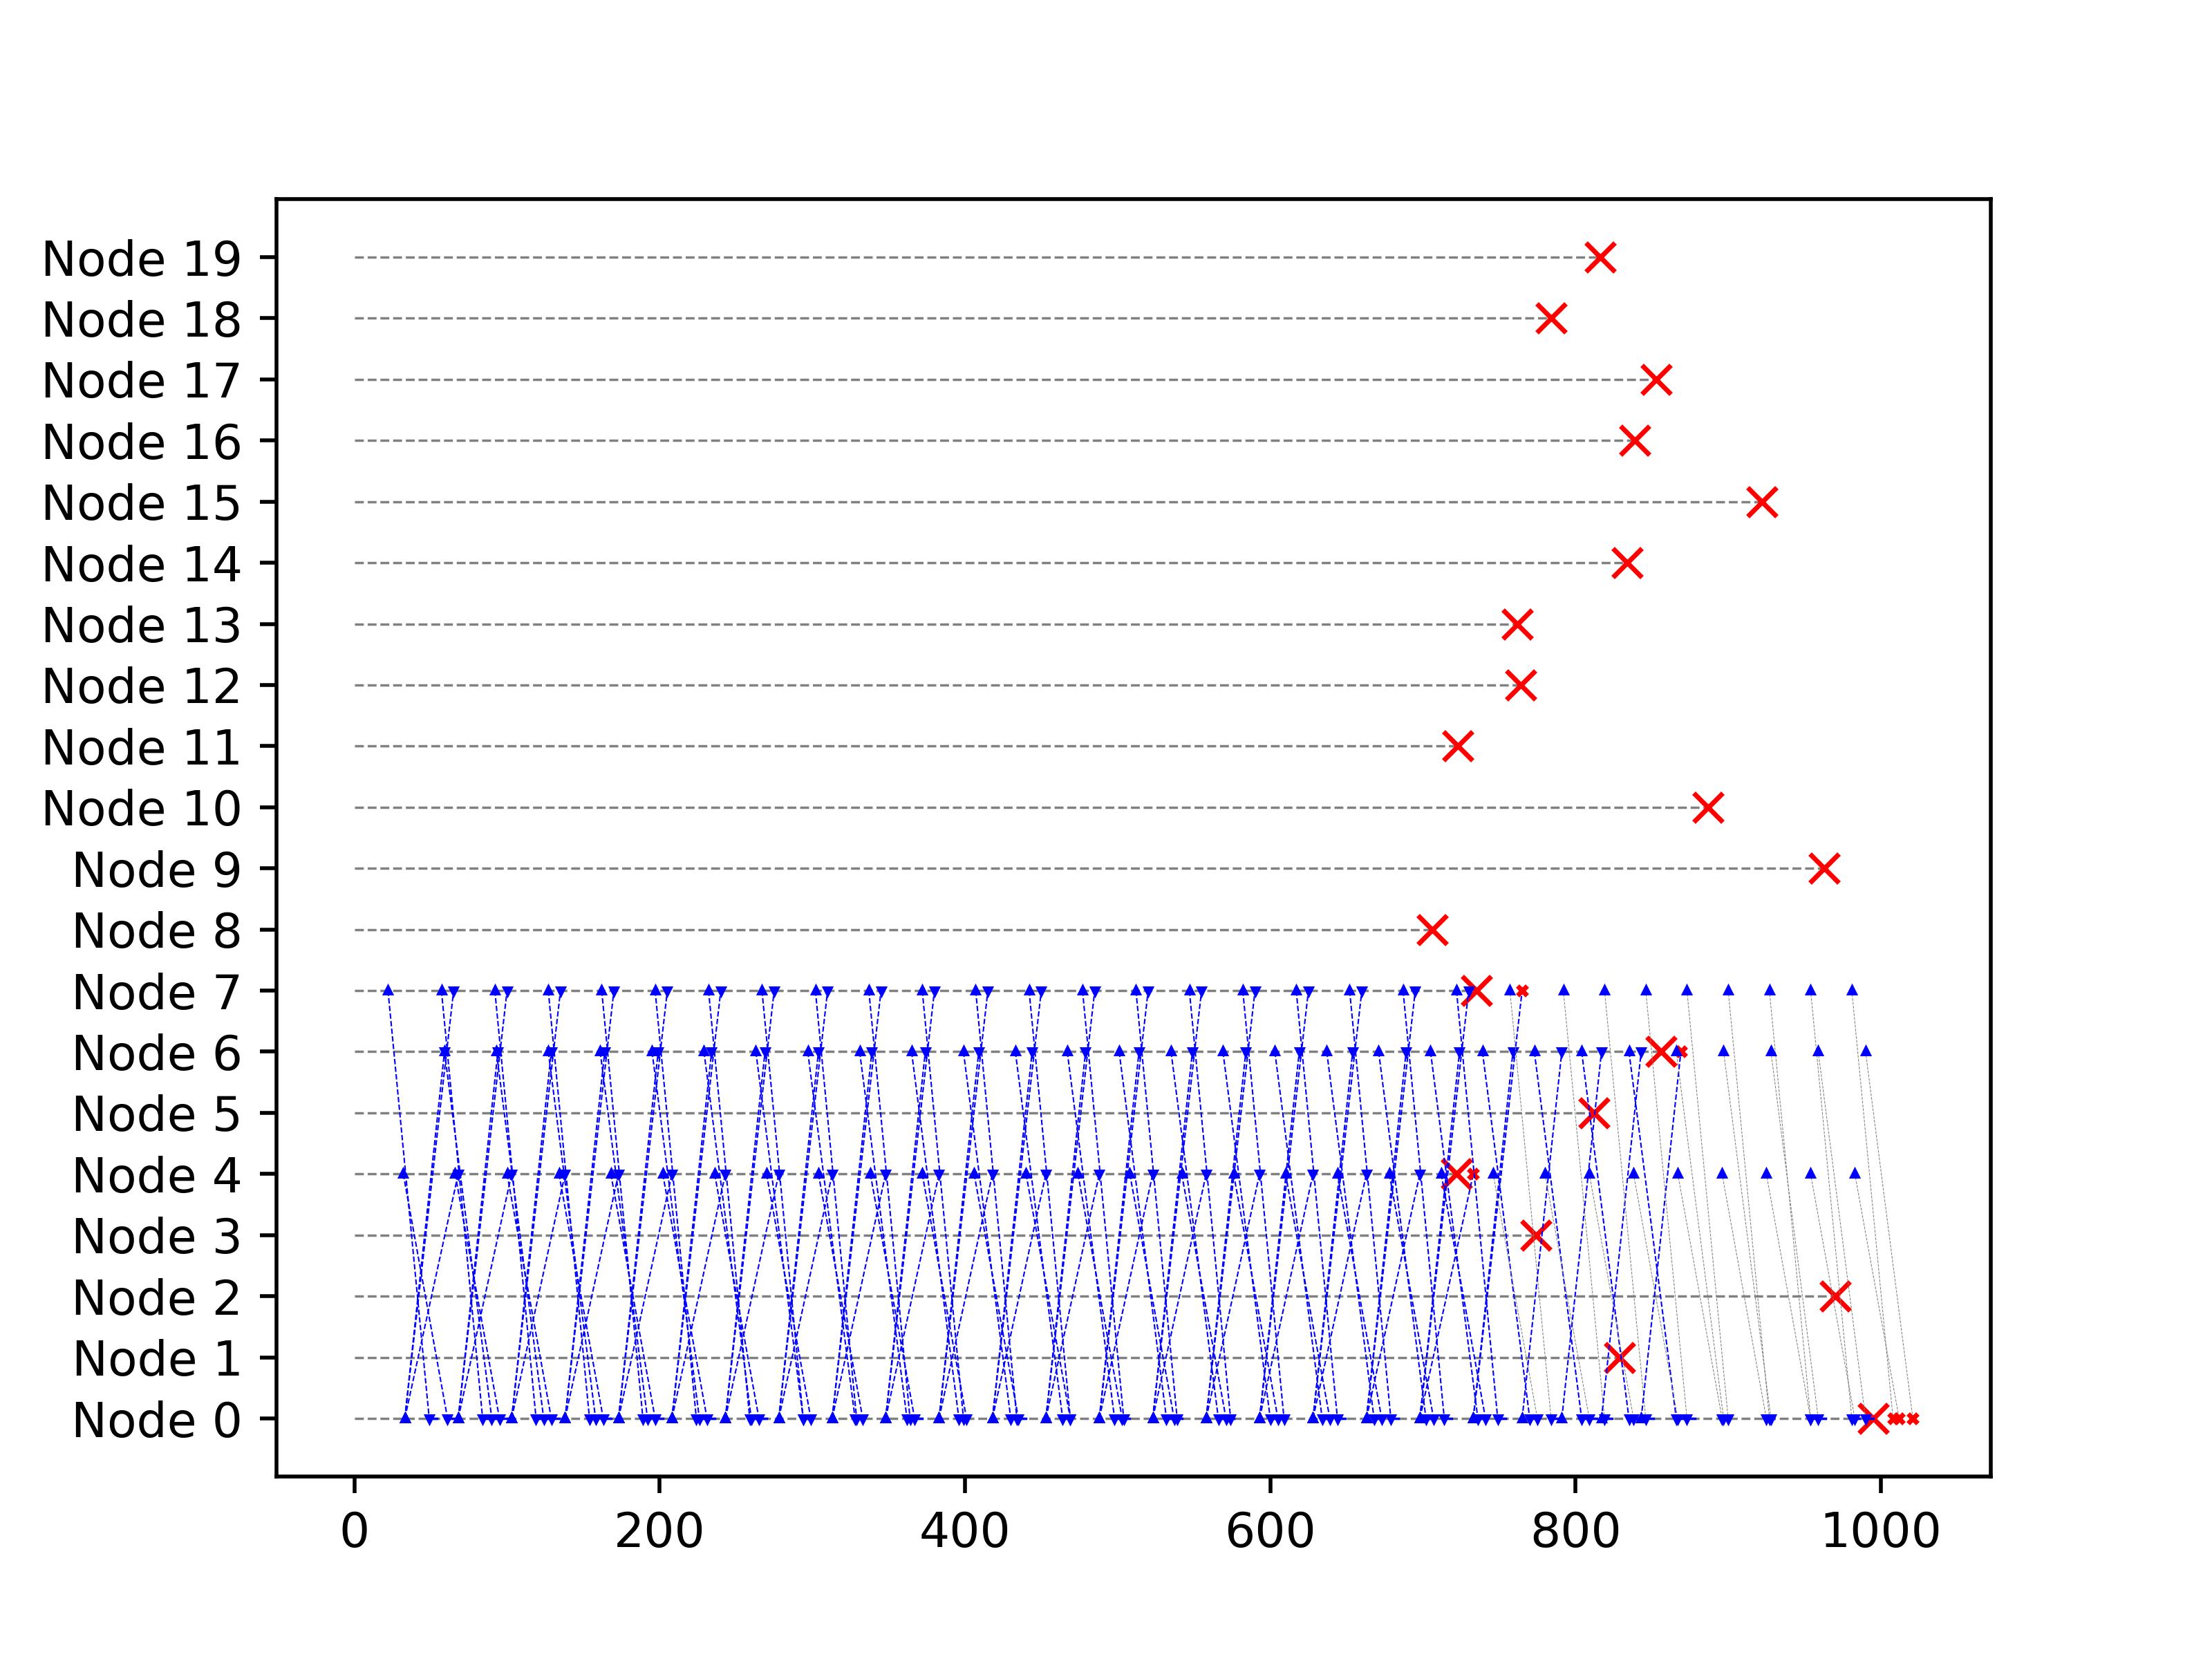 Node 19
Node 18
Node 17
Node 16
Node 15
Node 14
Node 13
Node 12
Node 11
Node 10
Node 9
Node 8
Node 7
Node 6
Node 5
Node 4
Node 3
Node 2
Node 1
Node 0
0 200 400 600 800 1000